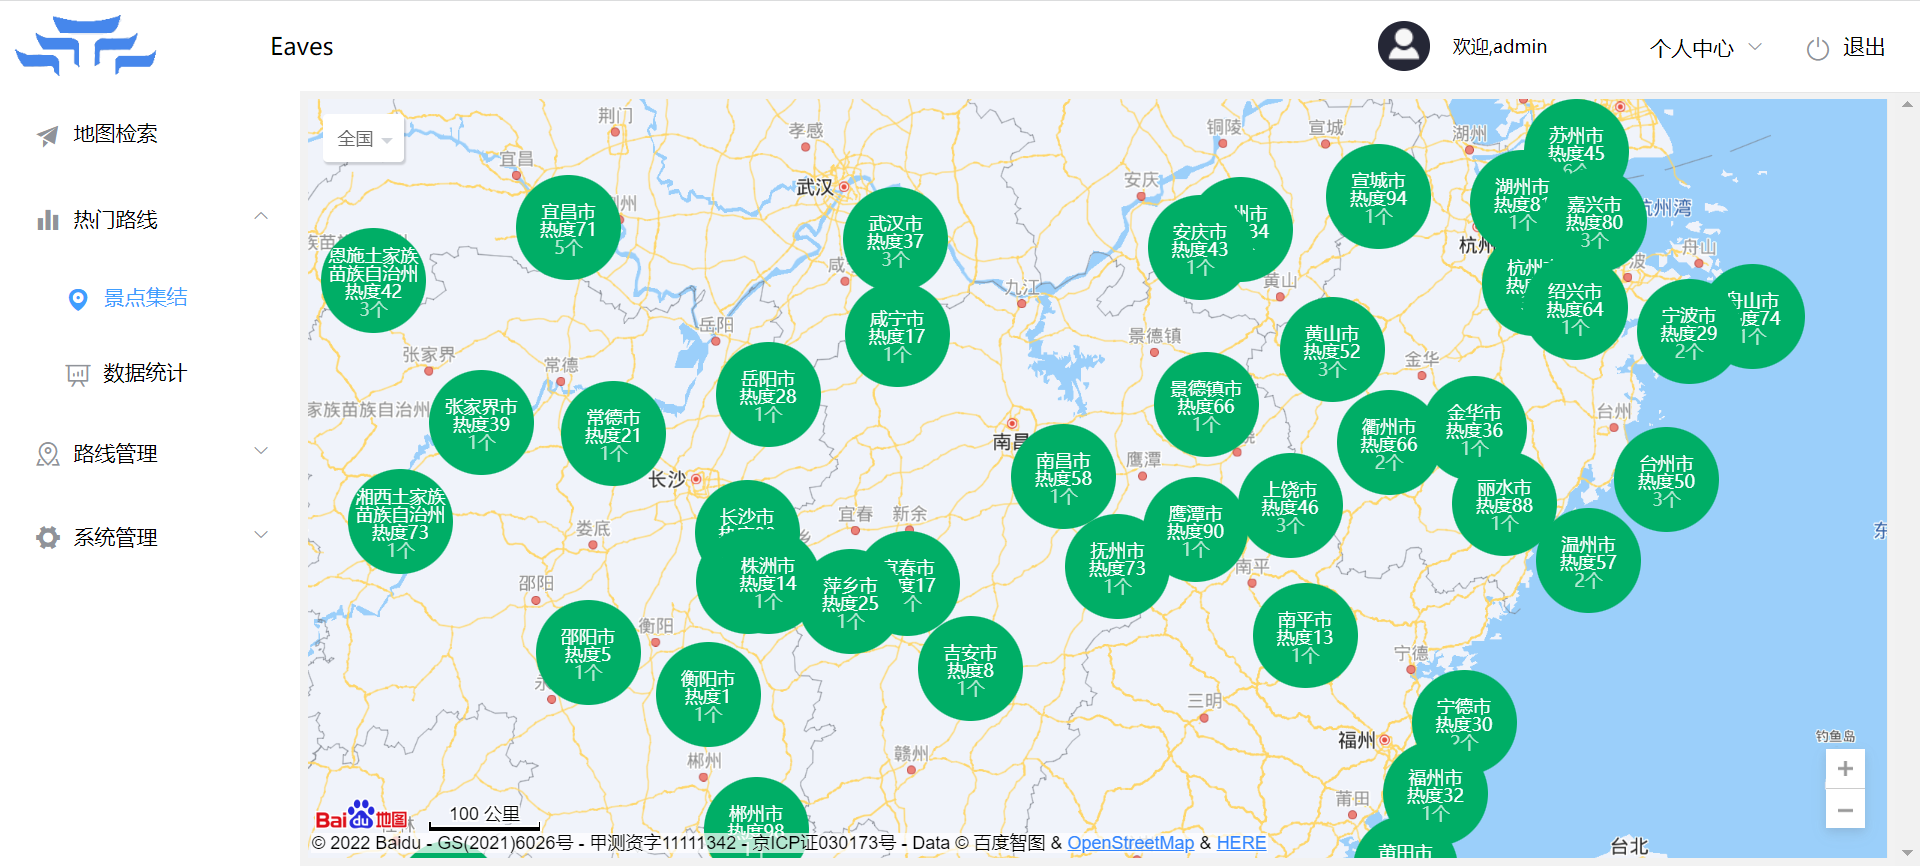 Eaves
欢迎,admin
个人中心
退出
地图检索
热门路线
景点集结
数据统计
路线管理
系统管理
全国
荆门
孝感
铜陵
宣城
湖州
宜昌
武汉
安庆
杭州
舟山
九江
黄山
岳阳
景德镇
张家界
常德
金华
台州
南昌
鹰潭
长沙
宜春
新余
娄底
邵阳
南平
衡阳
宁德
三明
福州
赣州
郴州
莆田
钓鱼岛
台北
苏州市
热度45
宣城市
热度94
1个
湖州市
1个
嘉兴市
热度80
3个
宜昌市
热度71
5个
武汉市
热度37
3个
安庆市
热度43
1个
恩施土家族
苗族自治州
热度42
3个
绍兴市
热度64
1个
宁波市
热度29
2个
舟山市
1个
咸宁市
热度17
1个
黄山市
热度52
3个
岳阳市
热度28
1个
景德镇市
热度66
1个
张家界市
热度39
1个
常德市
热度21
1个
衢州市
热度66
2个
金华市
热度36
1个
南昌市
热度58
1个
台州市
热度50
3个
上饶市
热度46
3个
丽水市
热度88
1个
湘西土家族
苗族自治州
热度73
1个
长沙市
鹰潭市
热度90
1个
温州市
热度57
2个
抚州市
热度73
1个
株洲市
热度14
1个
萍乡市
热度25
1个
南平市
热度13
1个
邵阳市
热度5
1个
吉安市
热度8
1个
衡阳市
热度1
1个
宁德市
热度30
福州市
热度32
1个
郴州市
热度98
莆田市
Bai du 地图
100 公里
© 2022 Baidu - GS(2021)6026号 - 甲测资字11111342 - 京ICP证030173号 - Data © 百度智图 & OpenStreetMap & HERE